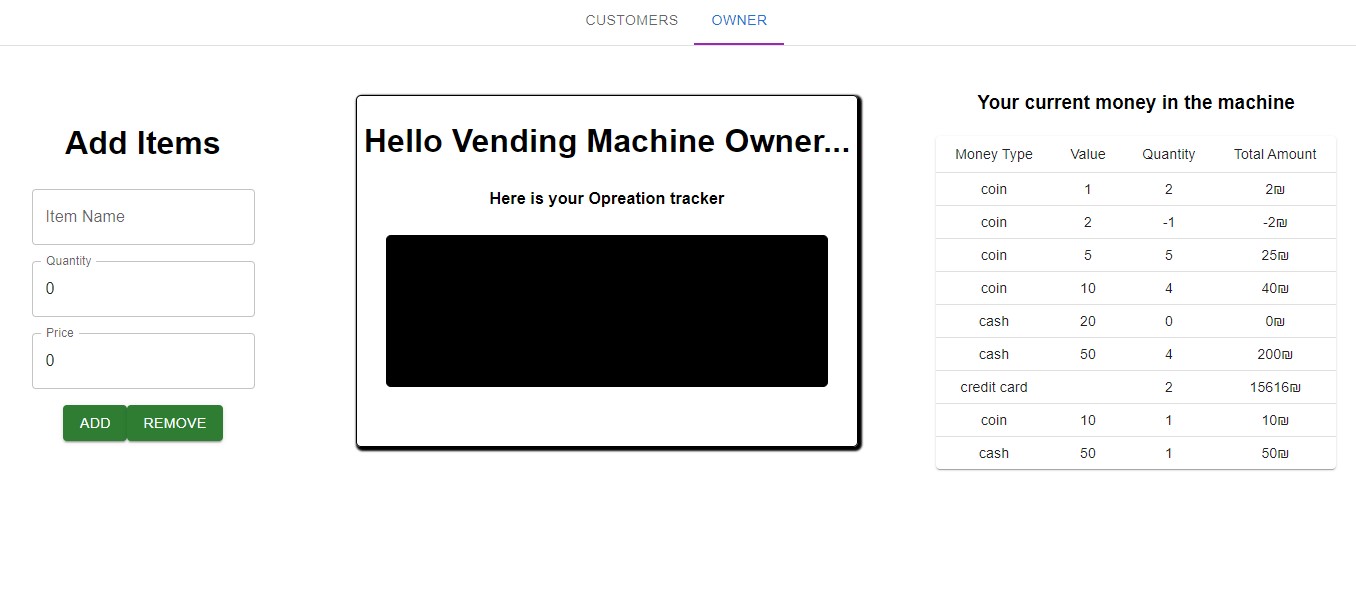 CUSTOMERS OWNER
Add Items
Item Name
Quantity
0
Price
0
ADD REMOVE
Hello Vending Machine Owner...
Here is your Opreation tracker
Your current money in the machine
Money Type Value Quantity Total Amount
coin 1 2 2₪
coin 2 -1 -2₪
coin 5 5 25₪
coin 10 4 40₪
cash 20 0 0₪
cash 50 4 200₪
credit card 2 15616₪
coin 10 1 10₪
cash 50 1 50₪